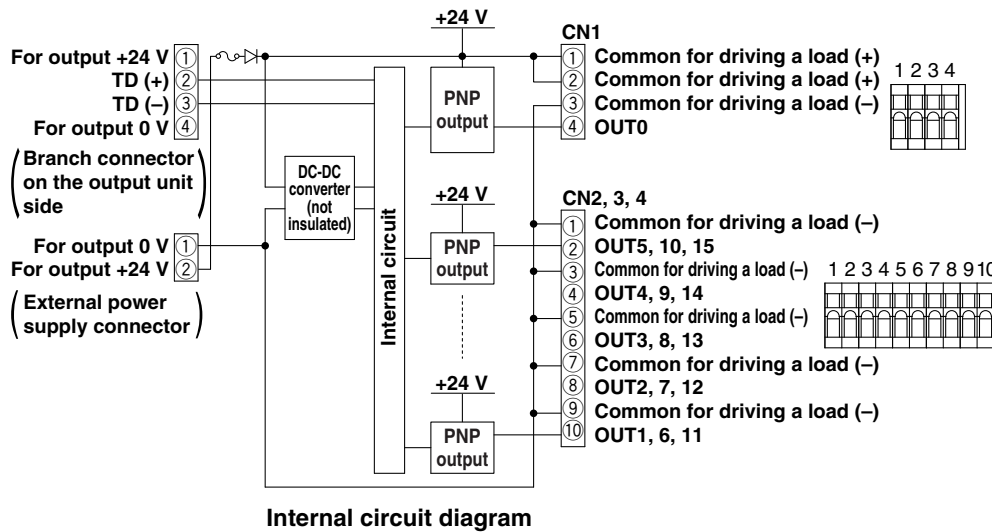 For output +24 V ①
TD (+) ②
TD (–) ③
For output 0 V ④
(Branch connector
on the output unit
side)
For output 0 V ①
For output +24 V ②
(External power
supply connector)
DC-DC
converter
(not
insulated)
Internal circuit
+24 V
PNP
output
+24 V
PNP
output
+24 V
PNP
output
CN1
① Common for driving a load (+)
② Common for driving a load (+)
③ Common for driving a load (–)
④ OUT0
1 2 3 4
CN2, 3, 4
① Common for driving a load (–)
② OUT5, 10, 15
③ Common for driving a load (–)
④ OUT4, 9, 14
⑤ Common for driving a load (–)
⑥ OUT3, 8, 13
⑦ Common for driving a load (–)
⑧ OUT2, 7, 12
⑨ Common for driving a load (–)
⑩ OUT1, 6, 11
1 2 3 4 5 6 7 8 9 10
Internal circuit diagram